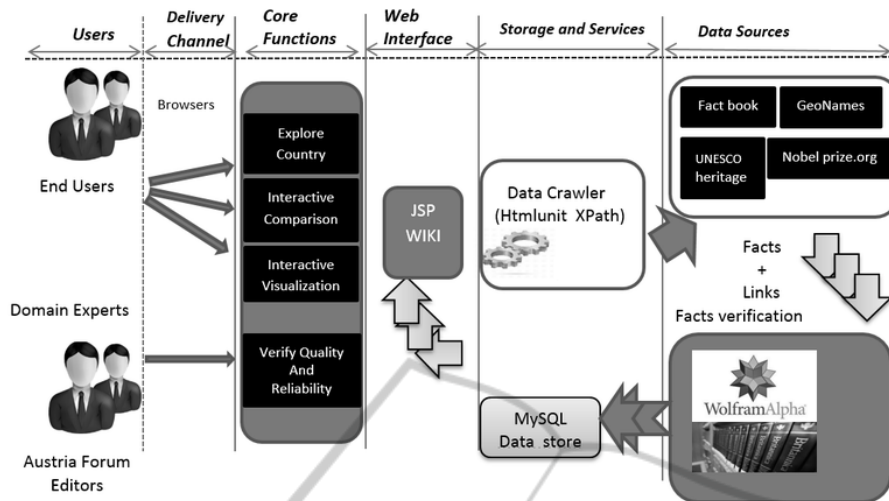 Users
Delivery
Channel
Core
Functions
Web
Interface
Storage and Services
Data Sources
Browsers
End Users
Domain Experts
Austria Forum
Editors
Explore
Country
Interactive
Comparison
Interactive
Visualization
Verify Quality
And
Reliability
JSP
WIKI
Data Crawler
(Htmlunit XPath)
MySQL
Data store
Fact book
GeoNames
UNESCO
heritage
Nobel prize.org
Facts
+
Links
Facts verification
WolframAlpha